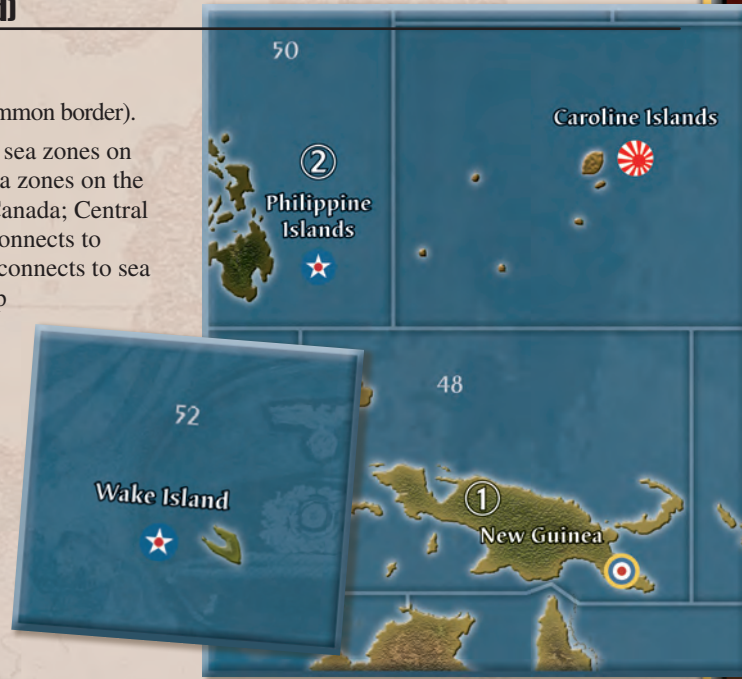 mmon border).
sea zones on
a zones on the
Canada; Central
onnects to
connects to sea
50
Caroline Islands
2
Philippine
Islands
48
52
Wake Island
1
New Guinea